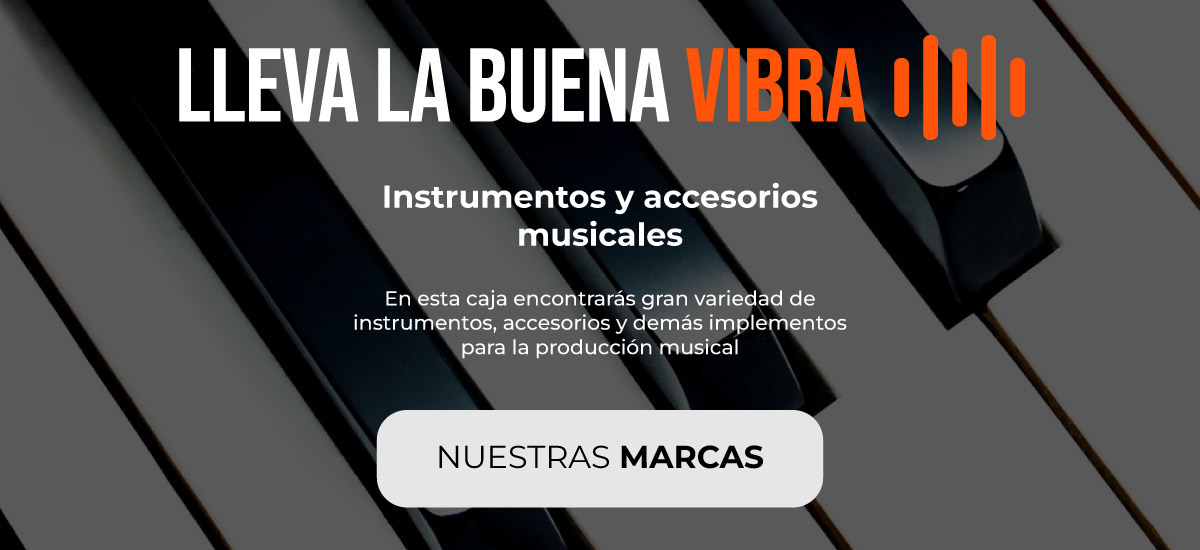 LLEVA LA BUENA VIBRA
Instrumentos y accesorios
musicales
En esta caja encontrarás gran variedad de
instrumentos, accesorios y demás implementos
para la producción musical
NUESTRAS MARCAS